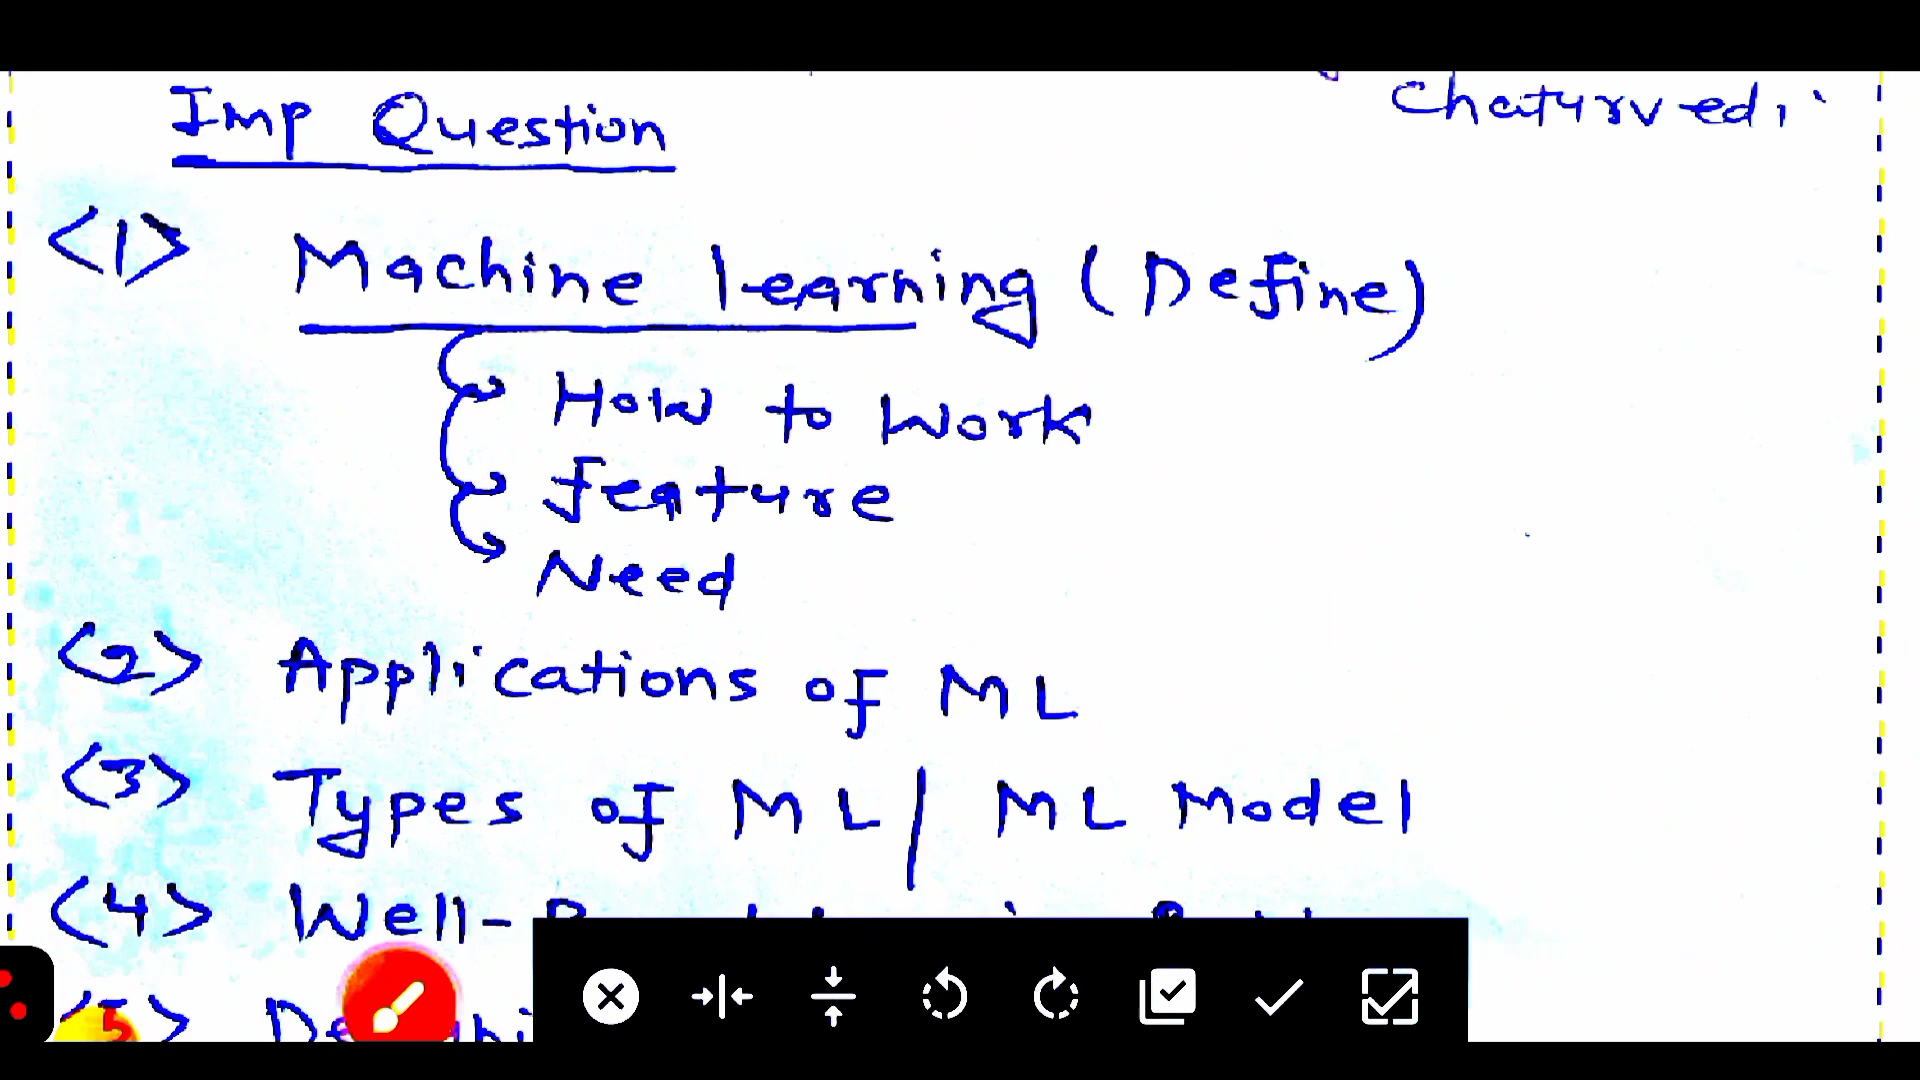 Chaturvedi
Imp Question
<1> Machine learning (Define)
How to Work
Feature
Need
<2> Applications of ML
<3> Types of ML / ML Model
<4> Well-
<5>